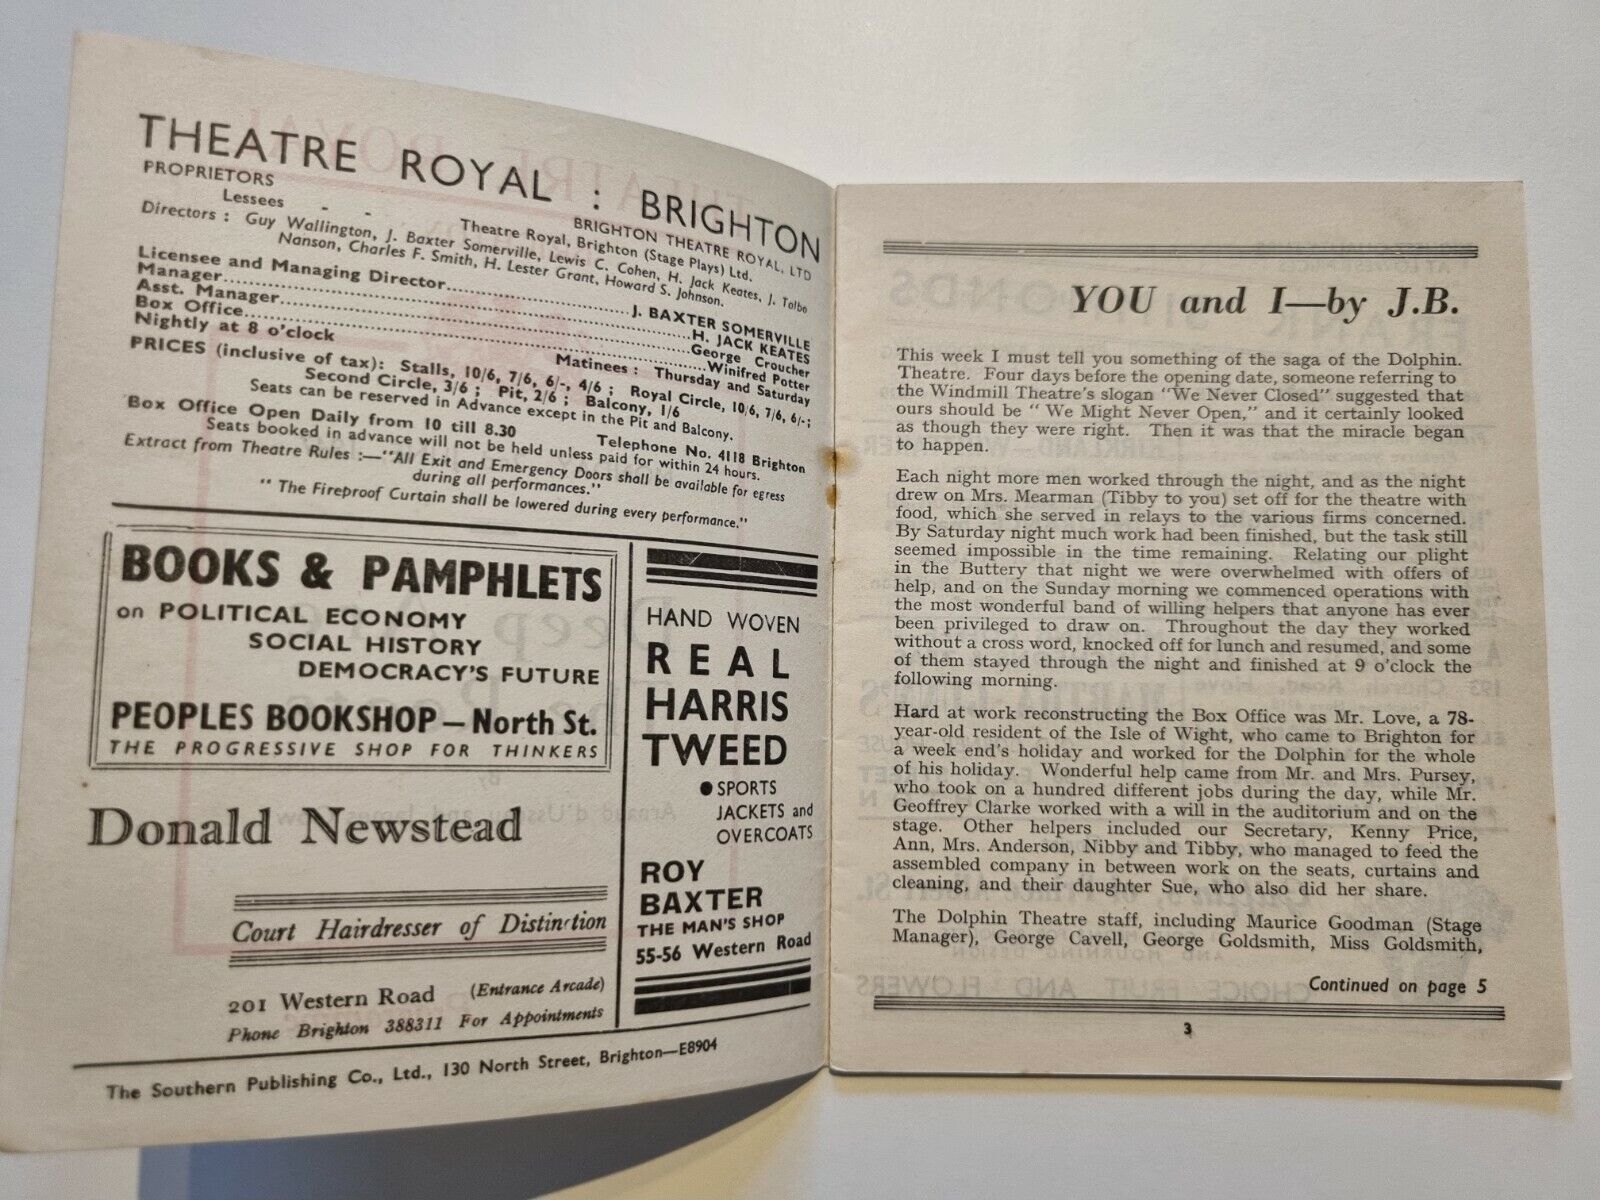 THEATRE ROYAL : BRIGHTON
PROPRIETORS
BRIGHTON THEATRE ROYAL, LTD
Lessees - - Theatre Royal, Brighton (Stage Plays) Ltd.
Directors : Guy Wallington, J. Baxter Somerville, Lewis C. Cohen, H. Jack Keates, J. Tolbe
Nanson, Charles F. Smith, H. Lester Grant, Howard S. Johnson.
Licensee and Managing Director........................J. BAXTER SOMERVILLE
Manager........................H. JACK KEATES
Asst. Manager........................George Croucher
Box Office........................Winifred Potter
Nightly at 8 o'clock Matinees : Thursday and Saturday
PRICES (inclusive of tax): Stalls, 10/6, 7/6, 6/-, 4/6 ; Royal Circle, 10/6, 7/6, 6/-;
Second Circle, 3/6 ; Pit, 2/6 ; Balcony, 1/6
Seats can be reserved in Advance except in the Pit and Balcony.
Box Office Open Daily from 10 till 8.30 Telephone No. 4118 Brighton
Seats booked in advance will not be held unless paid for within 24 hours.
Extract from Theatre Rules :—"All Exit and Emergency Doors shall be available for egress
during all performances."
" The Fireproof Curtain shall be lowered during every performance."
BOOKS & PAMPHLETS
on POLITICAL ECONOMY
SOCIAL HISTORY
DEMOCRACY'S FUTURE
PEOPLES BOOKSHOP — North St.
THE PROGRESSIVE SHOP FOR THINKERS
Donald Newstead
Court Hairdresser of Distinction
201 Western Road (Entrance Arcade)
Phone Brighton 388311 For Appointments
HAND WOVEN
REAL
HARRIS
TWEED
● SPORTS
JACKETS and
OVERCOATS
ROY
BAXTER
THE MAN'S SHOP
55-56 Western Road
The Southern Publishing Co., Ltd., 130 North Street, Brighton—E8904
YOU and I—by J.B.
This week I must tell you something of the saga of the Dolphin.
Theatre. Four days before the opening date, someone referring to
the Windmill Theatre's slogan "We Never Closed" suggested that
ours should be " We Might Never Open," and it certainly looked
as though they were right. Then it was that the miracle began
to happen.
Each night more men worked through the night, and as the night
drew on Mrs. Mearman (Tibby to you) set off for the theatre with
food, which she served in relays to the various firms concerned.
By Saturday night much work had been finished, but the task still
seemed impossible in the time remaining. Relating our plight
in the Buttery that night we were overwhelmed with offers of
help, and on the Sunday morning we commenced operations with
the most wonderful band of willing helpers that anyone has ever
been privileged to draw on. Throughout the day they worked
without a cross word, knocked off for lunch and resumed, and some
of them stayed through the night and finished at 9 o'clock the
following morning.
Hard at work reconstructing the Box Office was Mr. Love, a 78-
year-old resident of the Isle of Wight, who came to Brighton for
a week end's holiday and worked for the Dolphin for the whole
of his holiday. Wonderful help came from Mr. and Mrs. Pursey,
who took on a hundred different jobs during the day, while Mr.
Geoffrey Clarke worked with a will in the auditorium and on the
stage. Other helpers included our Secretary, Kenny Price,
Ann, Mrs. Anderson, Nibby and Tibby, who managed to feed the
assembled company in between work on the seats, curtains and
cleaning, and their daughter Sue, who also did her share.
The Dolphin Theatre staff, including Maurice Goodman (Stage
Manager), George Cavell, George Goldsmith, Miss Goldsmith,
Continued on page 5
3